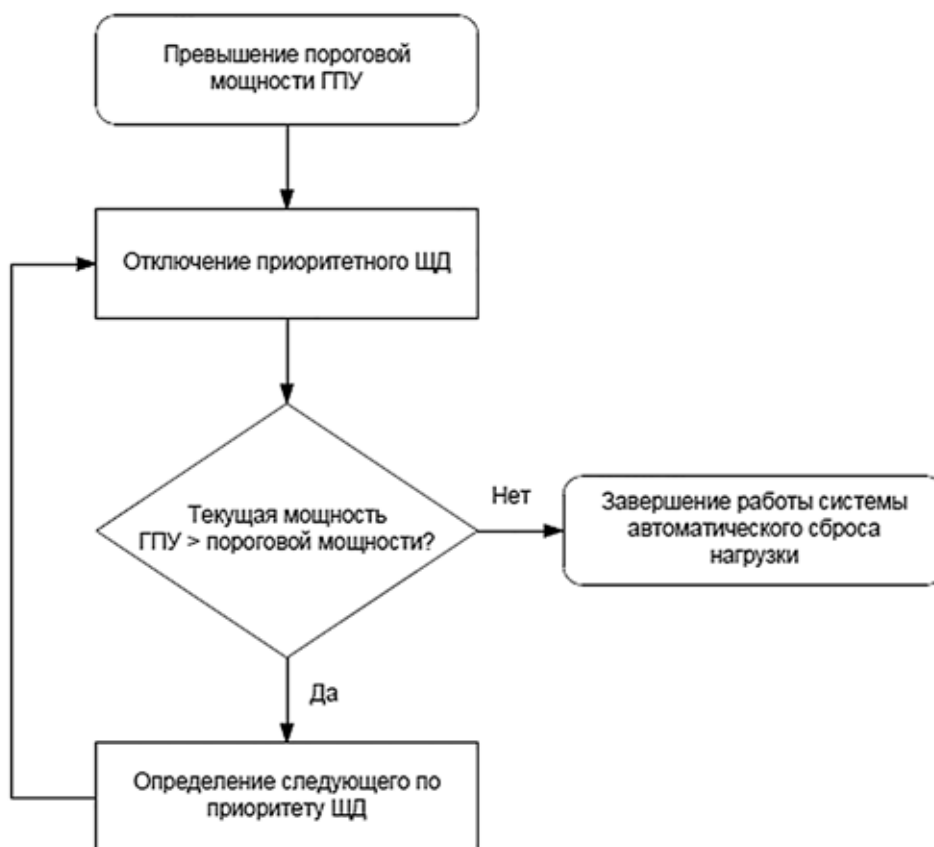 Превышение пороговой
мощности ГПУ
Отключение приоритетного ЩД
Текущая мощность
ГПУ > пороговой мощности?
Нет
Завершение работы системы
автоматического сброса
нагрузки
Да
Определение следующего по
приоритету ЩД